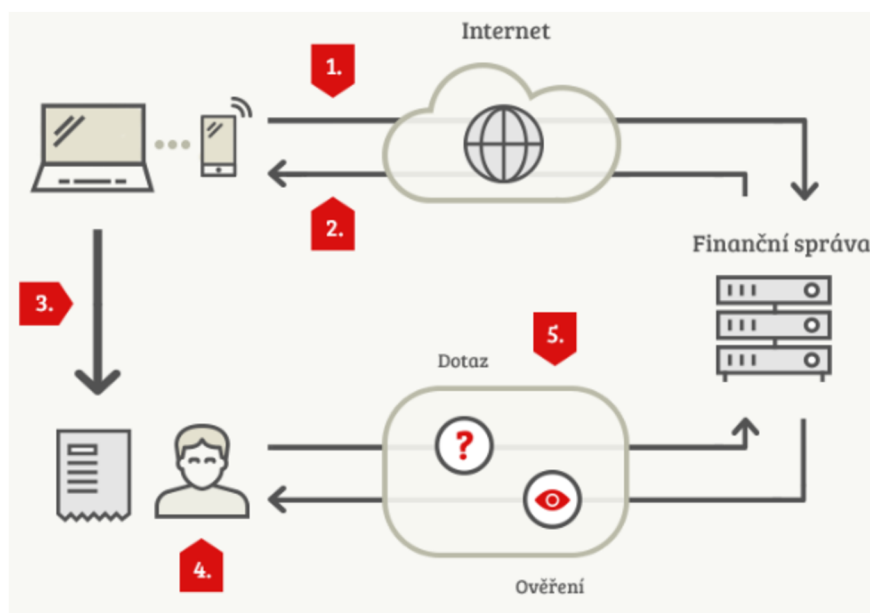 Internet
1.
2.
Finanční správa
3.
5.
Dotaz
?
4.
Ověření